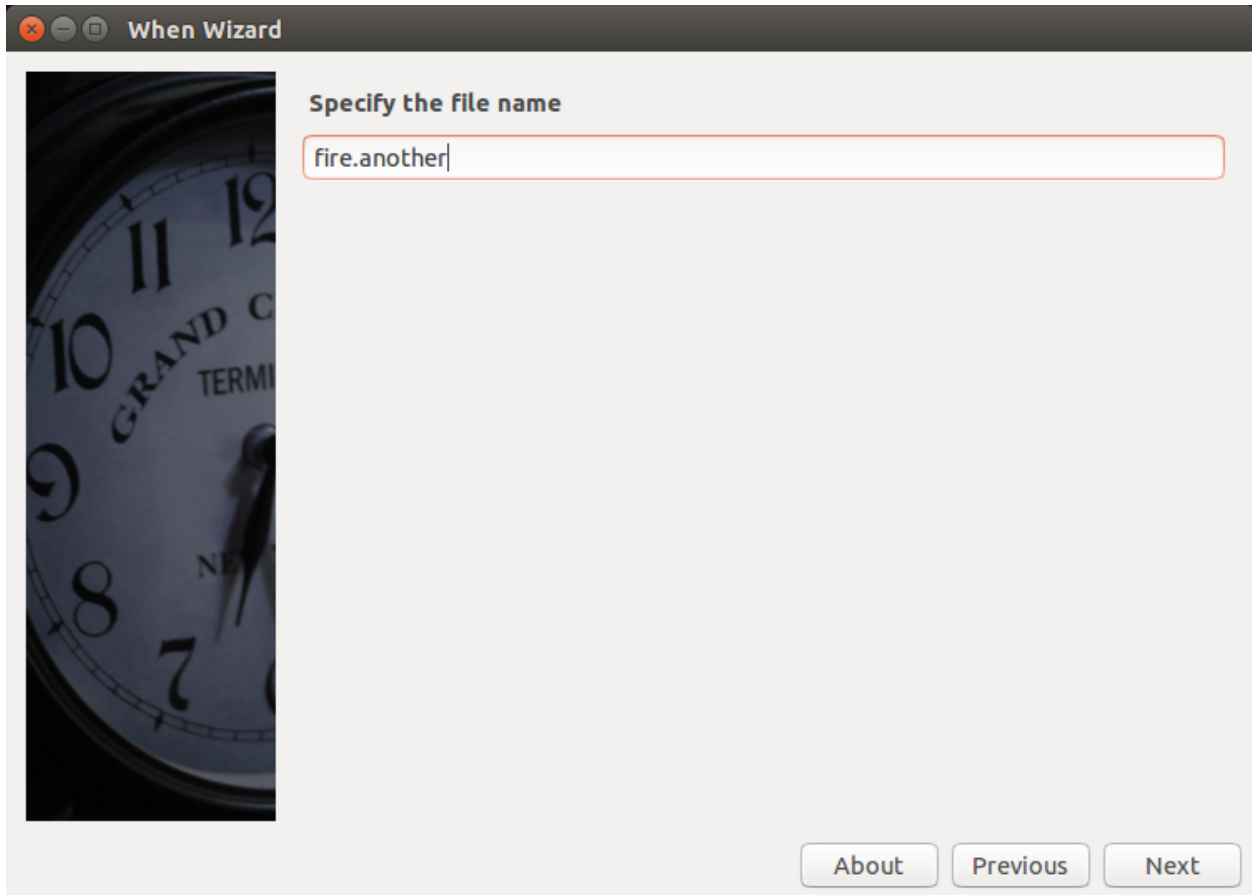 When Wizard
Specify the file name
fire.another
12
11
10
GRAND C
TERMI
9
NE
8
7
About
Previous
Next